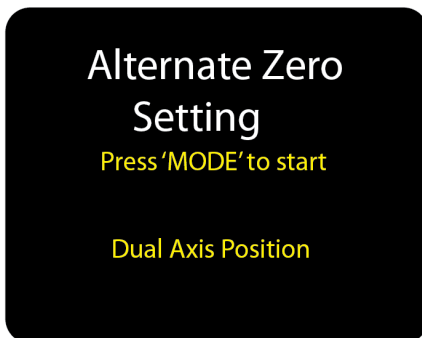 Alternate Zero
Setting
Press ‘MODE’ to start
Dual Axis Position